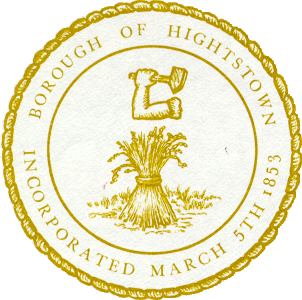 BOROUGH OF HIGHTSTOWN
INCORPORATED MARCH 5TH 1853